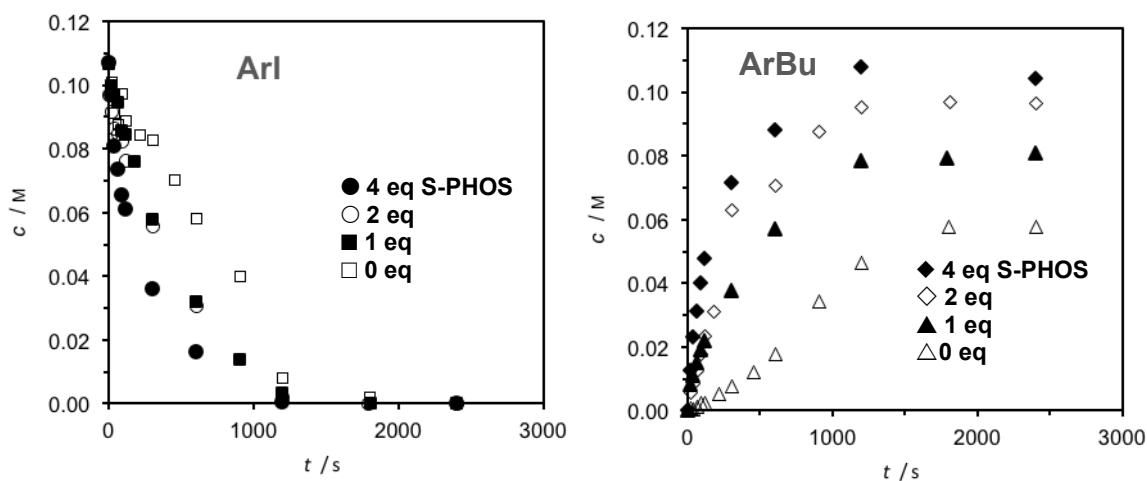 0.12
0.10
0.08
0.06
0.04
0.02
0.00
c / M
ArI
4 eq S-PHOS
2 eq
1 eq
0 eq
0 1000 2000 3000
t / s
0.12
0.10
0.08
0.06
0.04
0.02
0.00
c / M
ArBu
4 eq S-PHOS
2 eq
1 eq
0 eq
0 1000 2000 3000
t / s